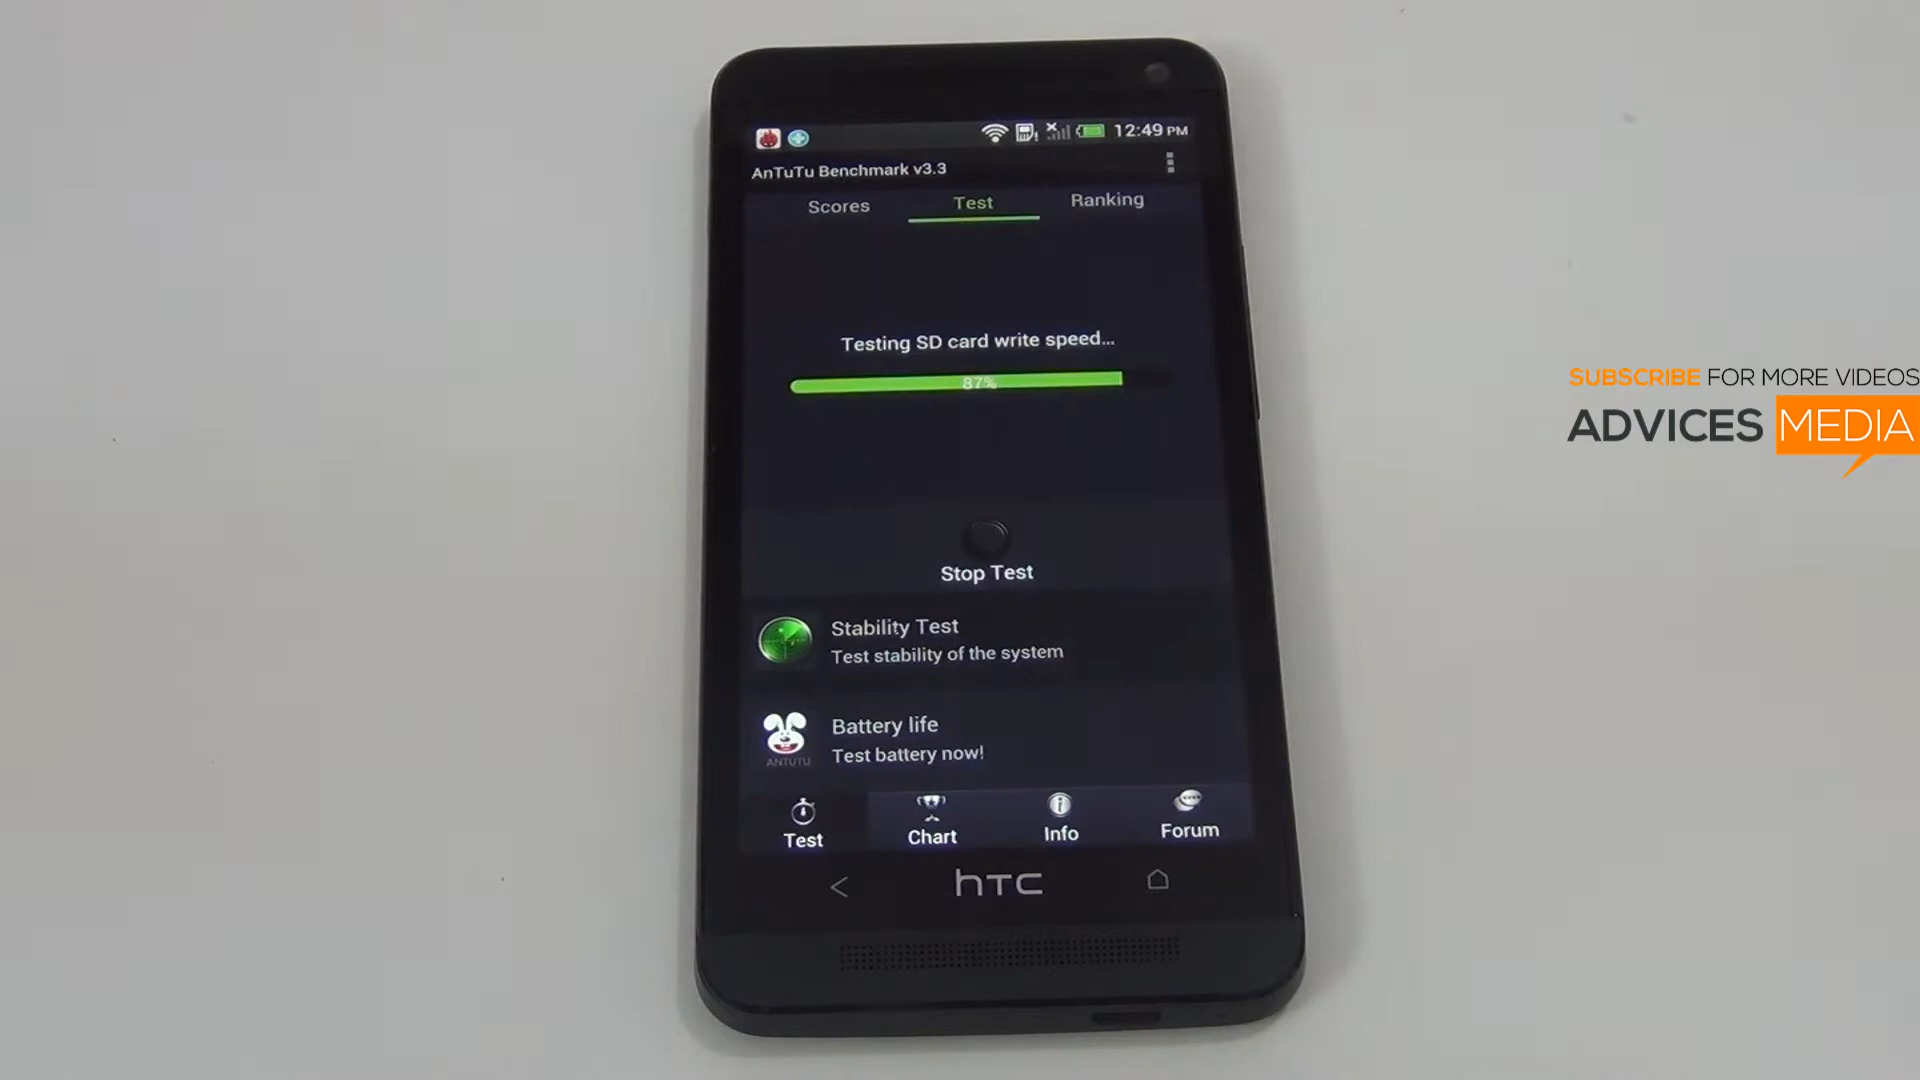 12:49 PM
AnTuTu Benchmark v3.3
Scores Test Ranking
Testing SD card write speed...
87%
SUBSCRIBE FOR MORE VIDEOS
ADVICES MEDIA
Stop Test
Stability Test
Test stability of the system
Battery life
Test battery now!
ANTUTU
Test Chart Info Forum
hTC